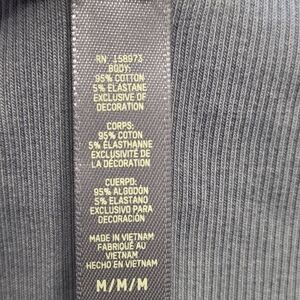 RN 158973
BODY:
95% COTTON
5% ELASTANE
EXCLUSIVE OF
DECORATION
CORPS:
95% COTON
5% ÉLASTHANNE
EXCLUSIVITÉ DE
LA DÉCORATION
CUERPO:
95% ALGODÓN
5% ELASTANO
EXCLUSIVO PARA
DECORACIÓN
MADE IN VIETNAM
FABRIQUÉ AU
VIETNAM
HECHO EN VIETNAM
M/M/M